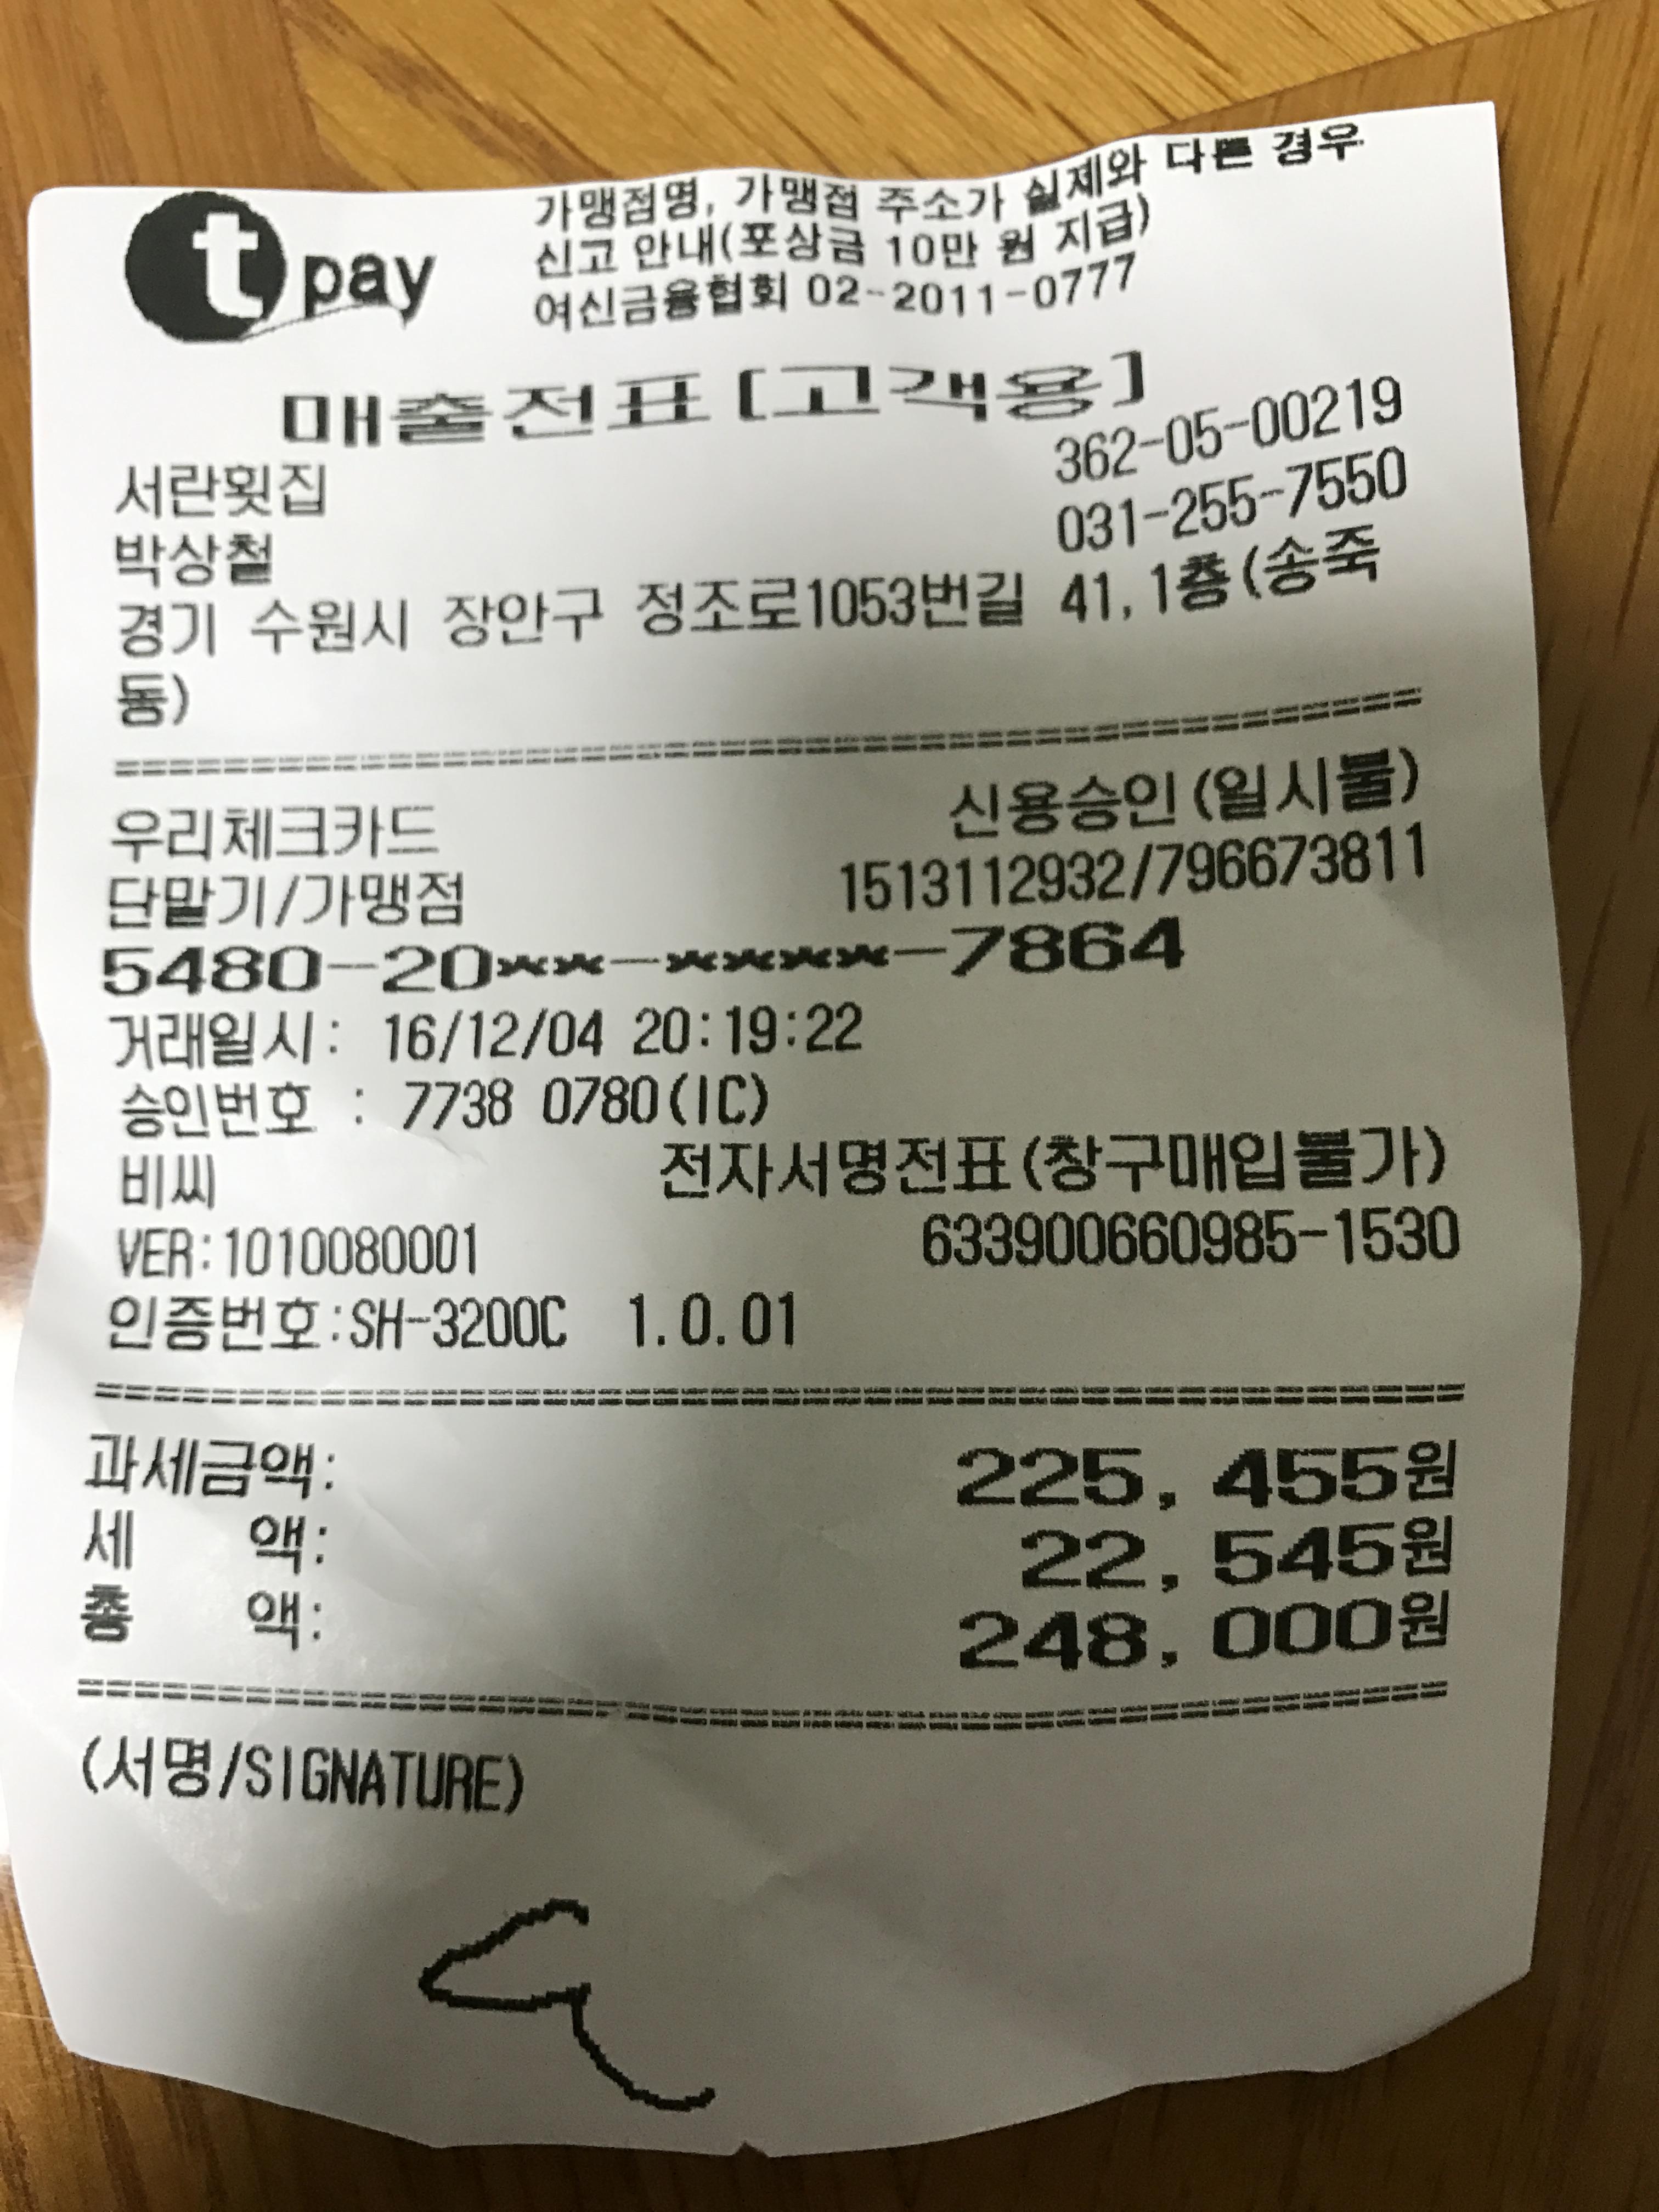 t pay
가맹점명, 가맹점 주소가 실제와 다른 경우
신고 안내(포상금 10만 원 지급)
여신금융협회 02-2011-0777
매출전표[고객용]
서란횟집 362-05-00219
박상철 031-255-7550
경기 수원시 장안구 정조로1053번길 41,1층(송죽
동)
우리체크카드 신용승인(일시불)
단말기/가맹점 1513112932/796673811
5480-20**-****-7864
거래일시: 16/12/04 20:19:22
승인번호 : 7738 0780(IC)
비씨 전자서명전표(창구매입불가)
VER:1010080001 633900660985-1530
인증번호:SH-3200C 1.0.01
과세금액: 225,455원
세 액: 22,545원
총 액: 248,000원
(서명/SIGNATURE)